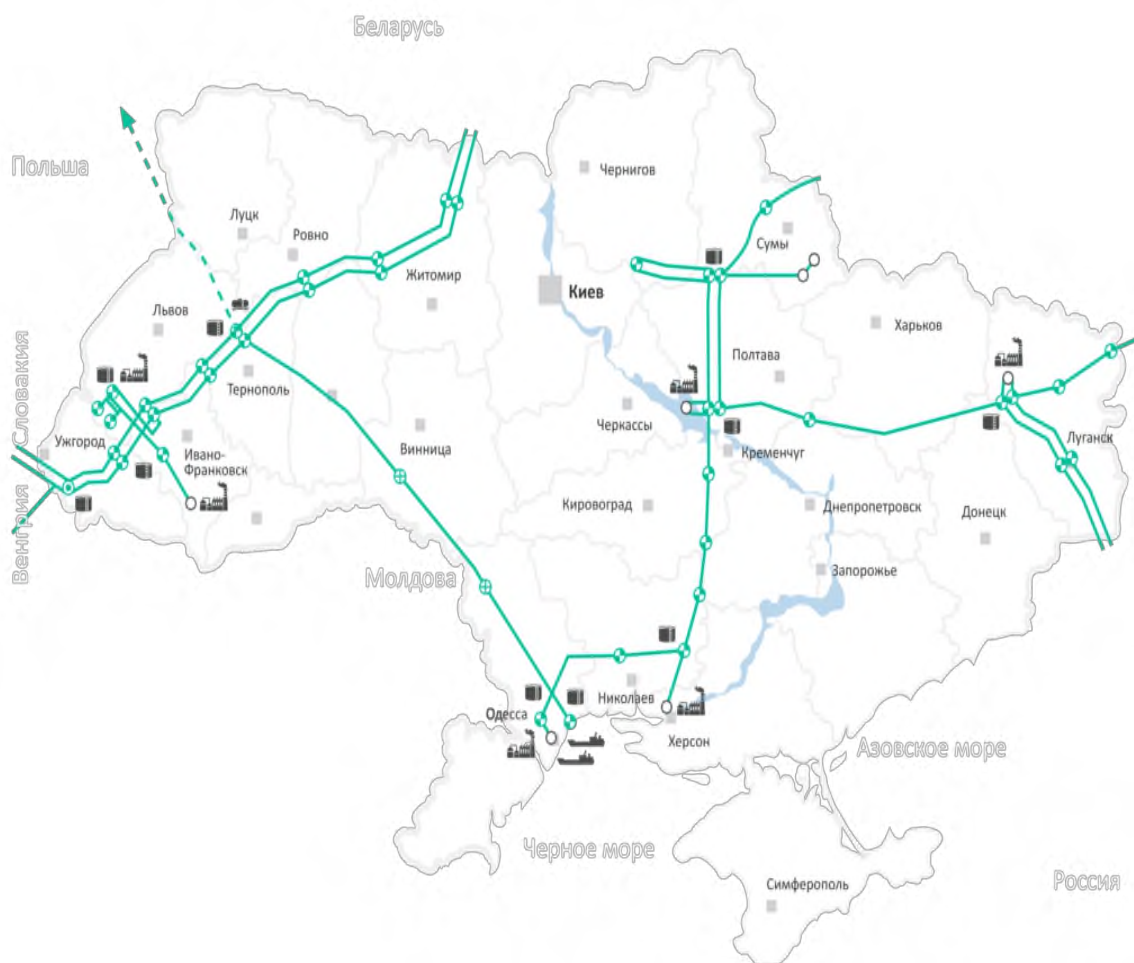 Беларусь
Польша
Чернигов
Луцк
Ровно
Сумы
Житомир
Киев
Львов
Харьков
Словакия
Полтава
Тернополь
Черкассы
Ужгород
Винница
Кременчуг
Луганск
Ивано-
Франковск
Венгрия
Кировоград
Днепропетровск
Донецк
Молдова
Запорожье
Николаев
Одесса
Херсон
Азовское море
Черное море
Симферополь
Россия